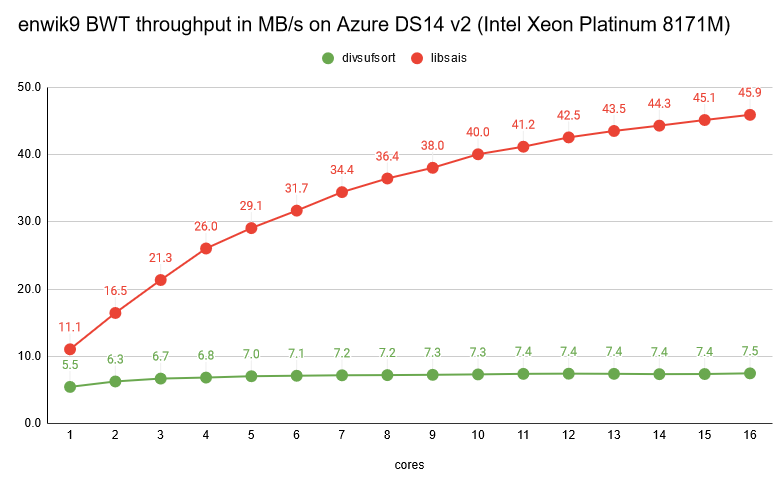 enwik9 BWT throughput in MB/s on Azure DS14 v2 (Intel Xeon Platinum 8171M)
divsufsort libsais
50.0
40.0
30.0
20.0
10.0
0.0
11.1 16.5 21.3 26.0 29.1 31.7 34.4 36.4 38.0 40.0 41.2 42.5 43.5 44.3 45.1 45.9
5.5 6.3 6.7 6.8 7.0 7.1 7.2 7.2 7.3 7.3 7.4 7.4 7.4 7.4 7.4 7.5
1 2 3 4 5 6 7 8 9 10 11 12 13 14 15 16
cores